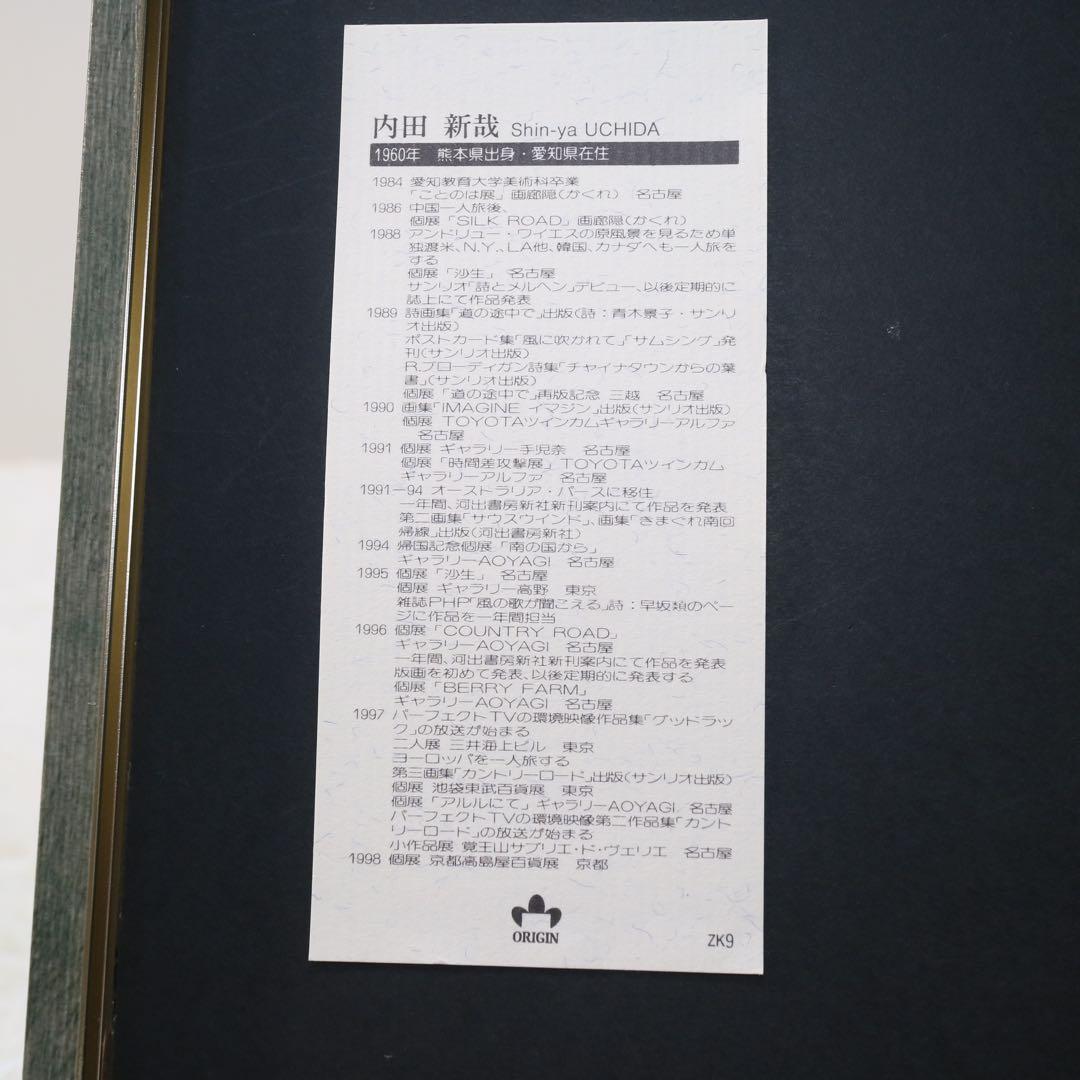 内田 新哉 Shin-ya UCHIDA
1960年 熊本県出身・愛知県在住
1984 愛知教育大学美術科卒業
「ことのは展」画廊隠(かくれ) 名古屋
1986 中国一人旅後、
個展「SILK ROAD」画廊隠(かくれ)
1988 アンドリュー・ワイエスの原風景を見るため単
独渡米、N.Y.、LA他、韓国、カナダへも一人旅を
する
個展「沙生」 名古屋
サンリオ「詩とメルヘン」デビュー、以後定期的に
誌上にて作品発表
1989 詩画集「道の途中で」出版(詩：青木景子・サンリ
オ出版)
ポストカード集「風に吹かれて」「サムシング」発
刊(サンリオ出版)
R.ブローディガン詩集「チャイナタウンからの葉
書」(サンリオ出版)
個展「道の途中で」再版記念 三越 名古屋
1990 画集「IMAGINE イマジン」出版(サンリオ出版)
個展 TOYOTAツインカムギャラリーアルファ
名古屋
1991 個展 ギャラリー手児奈 名古屋
個展「時間差攻撃展」TOYOTAツインカム
ギャラリーアルファ 名古屋
1991-94 オーストラリア・パースに移住
一年間、河出書房新社新刊案内にて作品を発表
第二画集「サウスウインド」、画集「きまぐれ南回
帰線」出版(河出書房新社)
1994 帰国記念個展「南の国から」
ギャラリーAOYAGI 名古屋
1995 個展「沙生」 名古屋
個展 ギャラリー高野 東京
雑誌PHP「風の歌が聞こえる」詩：早坂類のペー
ジに作品を一年間担当
1996 個展「COUNTRY ROAD」
ギャラリーAOYAGI 名古屋
一年間、河出書房新社新刊案内にて作品を発表
版画を初めて発表、以後定期的に発表する
個展「BERRY FARM」
ギャラリーAOYAGI 名古屋
1997 パーフェクトTVの環境映像作品集「グッドラッ
ク」の放送が始まる
二人展 三井海上ビル 東京
ヨーロッパを一人旅する
第三画集「カントリーロード」出版(サンリオ出版)
個展 池袋東武百貨展 東京
個展「アルルにて」ギャラリーAOYAGI 名古屋
パーフェクトTVの環境映像第二作品集「カント
リーロード」の放送が始まる
小作品展 覚王山サブリエ・ド・ヴェリエ 名古屋
1998 個展 京都高島屋百貨展 京都
ORIGIN
ZK9